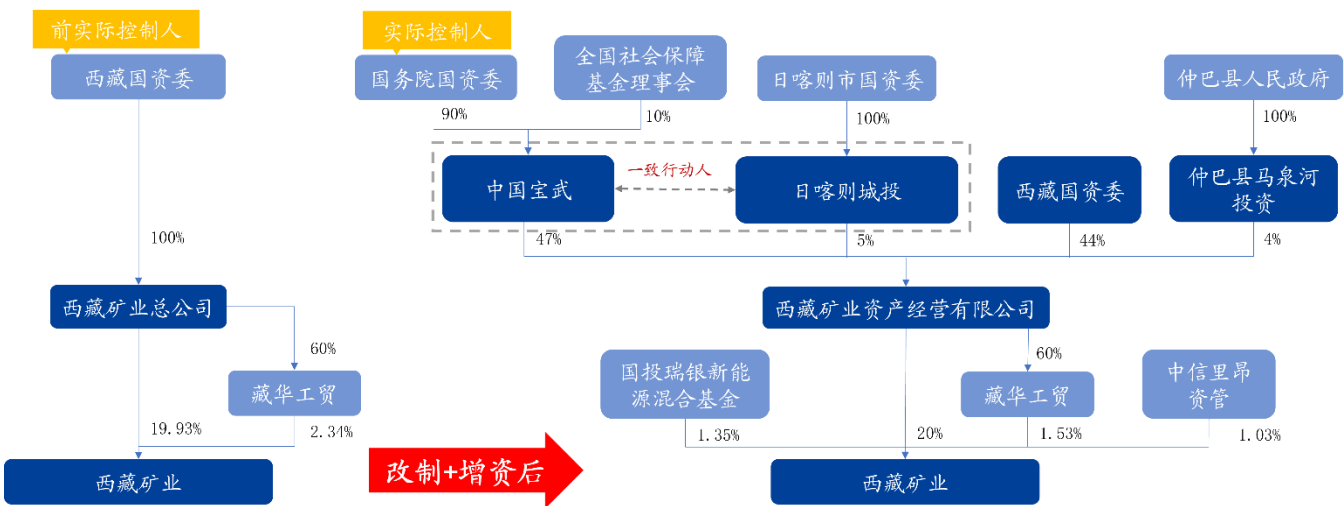 前实际控制人
西藏国资委
100%
西藏矿业总公司
60%
藏华工贸
19.93%
2.34%
西藏矿业
改制+增资后
实际控制人
国务院国资委
全国社会保障
基金理事会
日喀则市国资委
仲巴县人民政府
90%
10%
100%
100%
中国宝武
一致行动人
日喀则城投
西藏国资委
仲巴县马泉河
投资
47%
5%
44%
4%
西藏矿业资产经营有限公司
60%
国投瑞银新能
源混合基金
藏华工贸
中信里昂
资管
1.35%
20%
1.53%
1.03%
西藏矿业